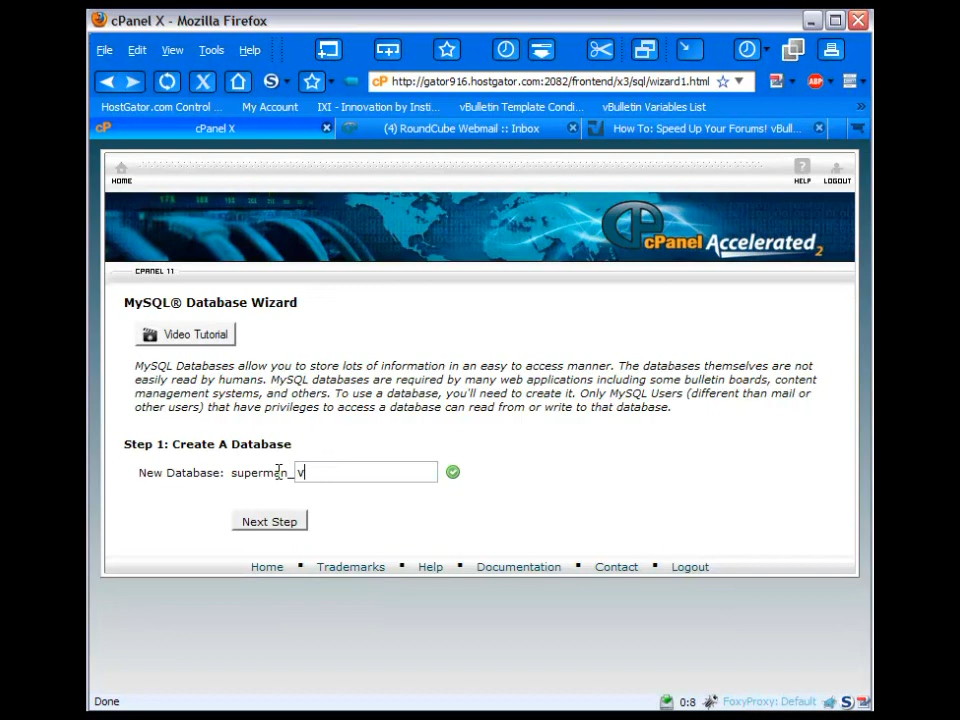 cPanel X - Mozilla Firefox
File Edit View Tools Help
http://gator916.hostgator.com:2082/frontend/x3/sql/wizard1.html
HostGator.com Control ... My Account IXI - Innovation by Insti... vBulletin Template Condi... vBulletin Variables List
cPanel X (4) RoundCube Webmail :: Inbox How To: Speed Up Your Forums! vBull...
HOME HELP LOGOUT
cPanel Accelerated2
CPANEL 11
MySQL® Database Wizard
Video Tutorial
MySQL Databases allow you to store lots of information in an easy to access manner. The databases themselves are not
easily read by humans. MySQL databases are required by many web applications including some bulletin boards, content
management systems, and others. To use a database, you'll need to create it. Only MySQL Users (different than mail or
other users) that have privileges to access a database can read from or write to that database.
Step 1: Create A Database
New Database: superman_ v
Next Step
Home ▪ Trademarks ▪ Help ▪ Documentation ▪ Contact ▪ Logout
Done 0:8 FoxyProxy: Default